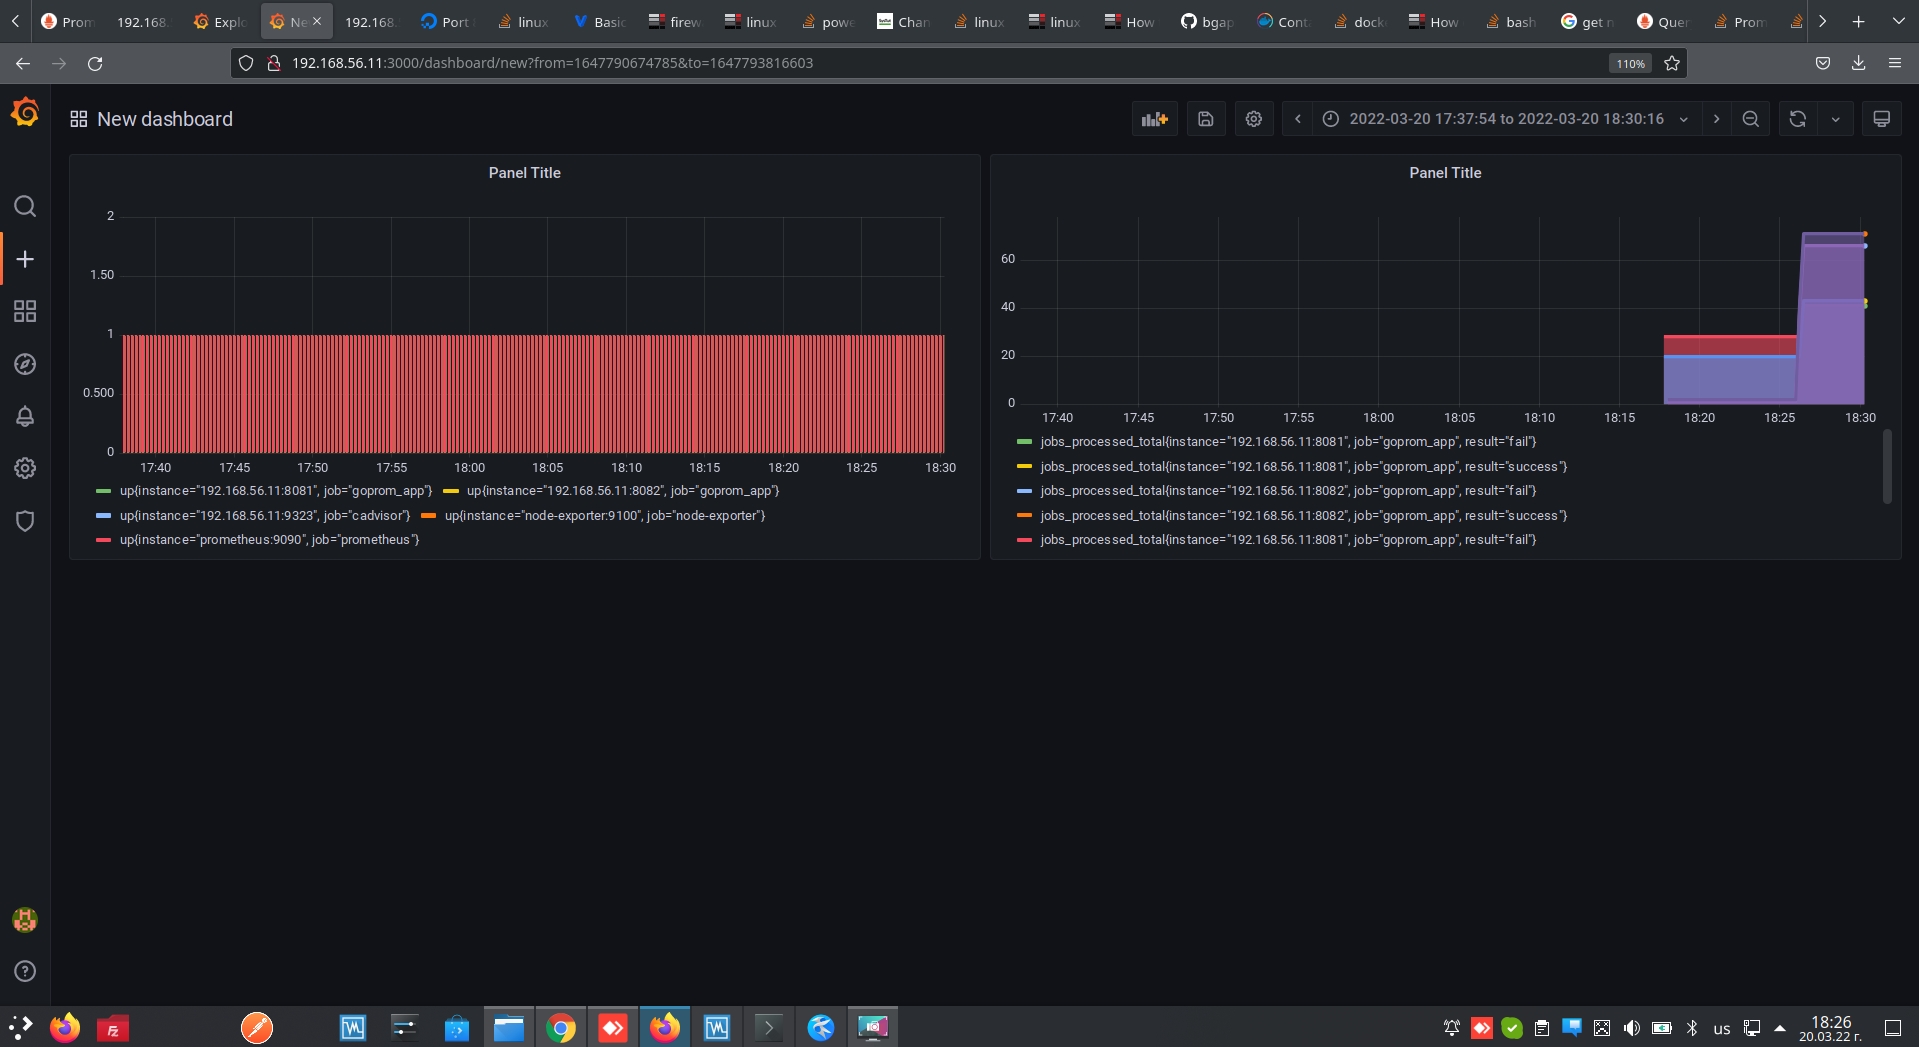 Prom
192.168.
Explo
Ne
192.168.
Port
linux
Basic
firew
linux
powe
Chan
linux
linux
How
bgap
Cont
dock
How
bash
get n
Quer
Prom
192.168.56.11:3000/dashboard/new?from=1647790674785&to=1647793816603
110%
New dashboard
2022-03-20 17:37:54 to 2022-03-20 18:30:16
Panel Title
2
1.50
1
0.500
0
17:40 17:45 17:50 17:55 18:00 18:05 18:10 18:15 18:20 18:25 18:30
up{instance="192.168.56.11:8081", job="goprom_app"} up{instance="192.168.56.11:8082", job="goprom_app"}
up{instance="192.168.56.11:9323", job="cadvisor"} up{instance="node-exporter:9100", job="node-exporter"}
up{instance="prometheus:9090", job="prometheus"}
Panel Title
60
40
20
0
17:40 17:45 17:50 17:55 18:00 18:05 18:10 18:15 18:20 18:25 18:30
jobs_processed_total{instance="192.168.56.11:8081", job="goprom_app", result="fail"}
jobs_processed_total{instance="192.168.56.11:8081", job="goprom_app", result="success"}
jobs_processed_total{instance="192.168.56.11:8082", job="goprom_app", result="fail"}
jobs_processed_total{instance="192.168.56.11:8082", job="goprom_app", result="success"}
jobs_processed_total{instance="192.168.56.11:8081", job="goprom_app", result="fail"}
Fz
us
18:26
20.03.22 г.